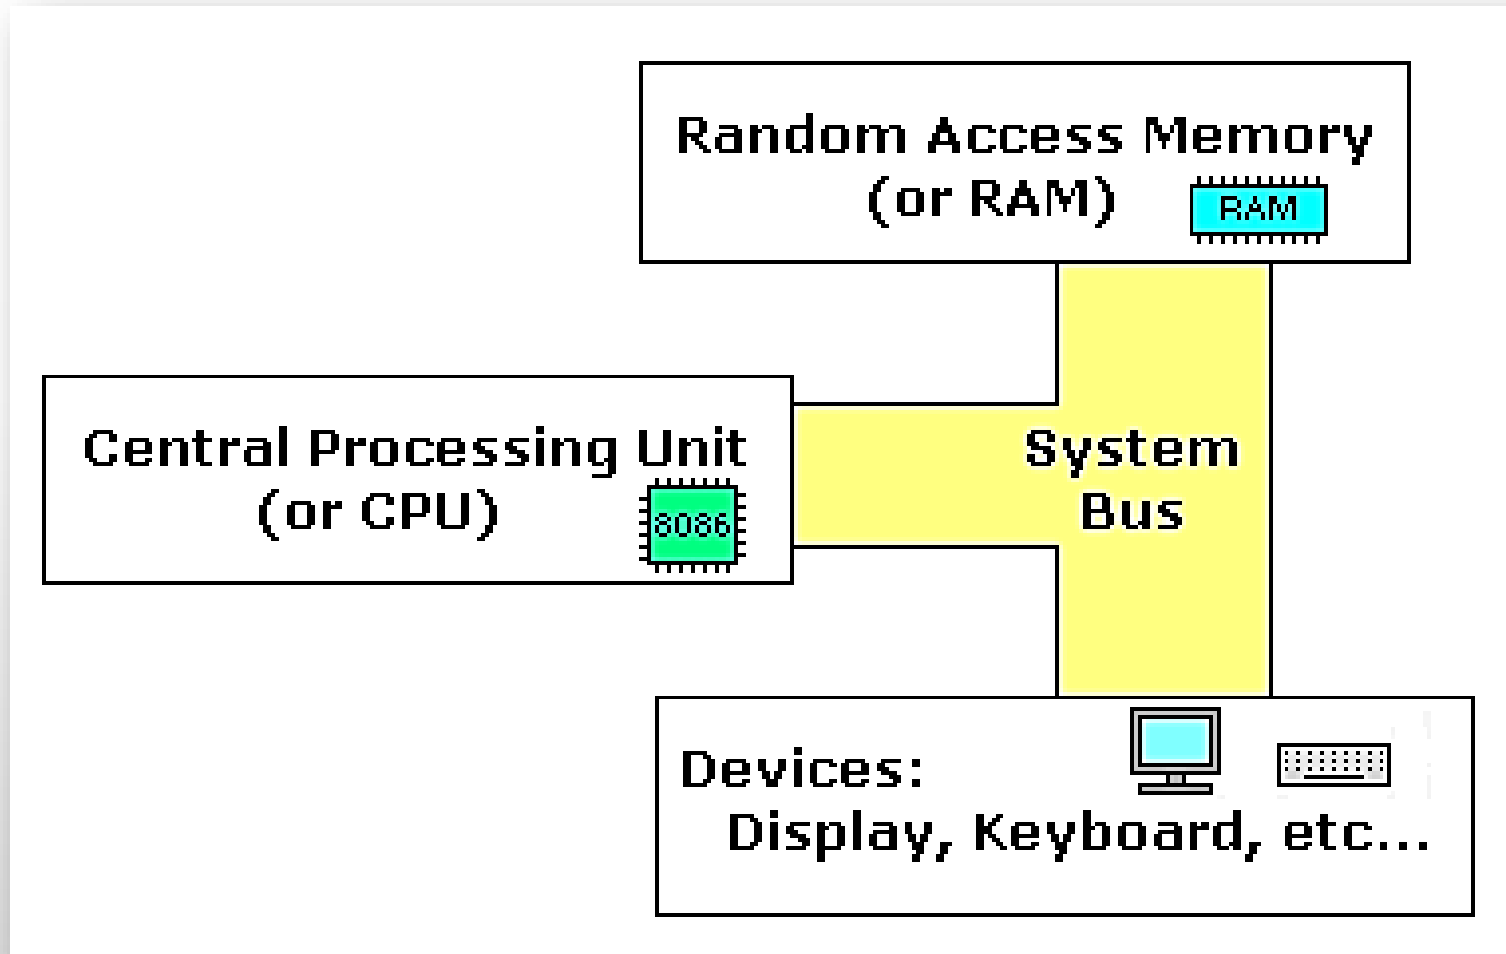 Random Access Memory
(or RAM)
RAM
Central Processing Unit
(or CPU)
8086
System
Bus
Devices:
Display, Keyboard, etc...